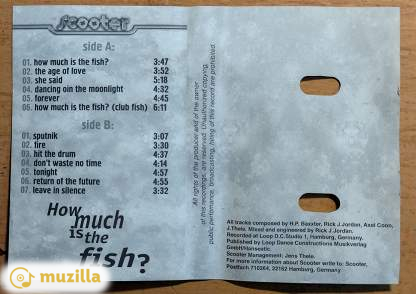 scooter
side A:
01. how much is the fish? 3:47
02. the age of love 3:52
03. she said 5:18
04. dancing oin the moonlight 4:32
05. forever 4:45
06. how much is the fish? (club fish) 6:11
side B:
01. sputnik 3:07
02. fire 3:30
03. hit the drum 4:37
04. don't waste no time 4:14
05. tonight 4:57
06. return of the future 4:55
07. leave in silence 3:32
How
much
is the
fish?
All rights of the producer and of the owner
of this recordings, are reserved. Unauthorized copying,
public performance, broadcasting, hiring of this record are prohibited.
All tracks composed by H.P. Baxxter, Rick J.Jordan, Axel Coon,
J.Thele. Mixed and engineered by Rick J.Jordan.
Recorded at Loop D.C.Studio 1, Hamburg, Germany.
Published by Loop Dance Constructions Musikverlag
GmbH/Hanseatic.
Scooter Management: Jens Thele.
For more information about Scooter write to: Scooter,
Postfach 710264, 22162 Hamburg, Germany
muzilla